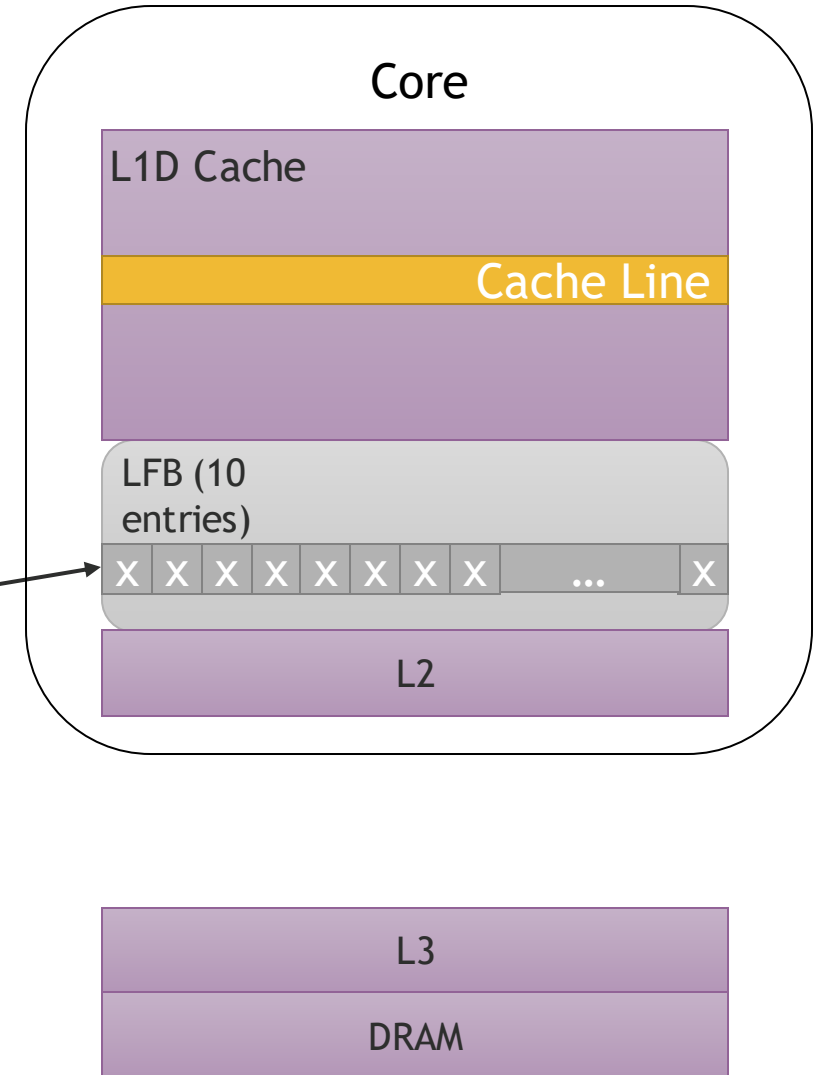 Core
L1D Cache
Cache Line
LFB (10
entries)
X X X X X X X X ... X
L2
L3
DRAM